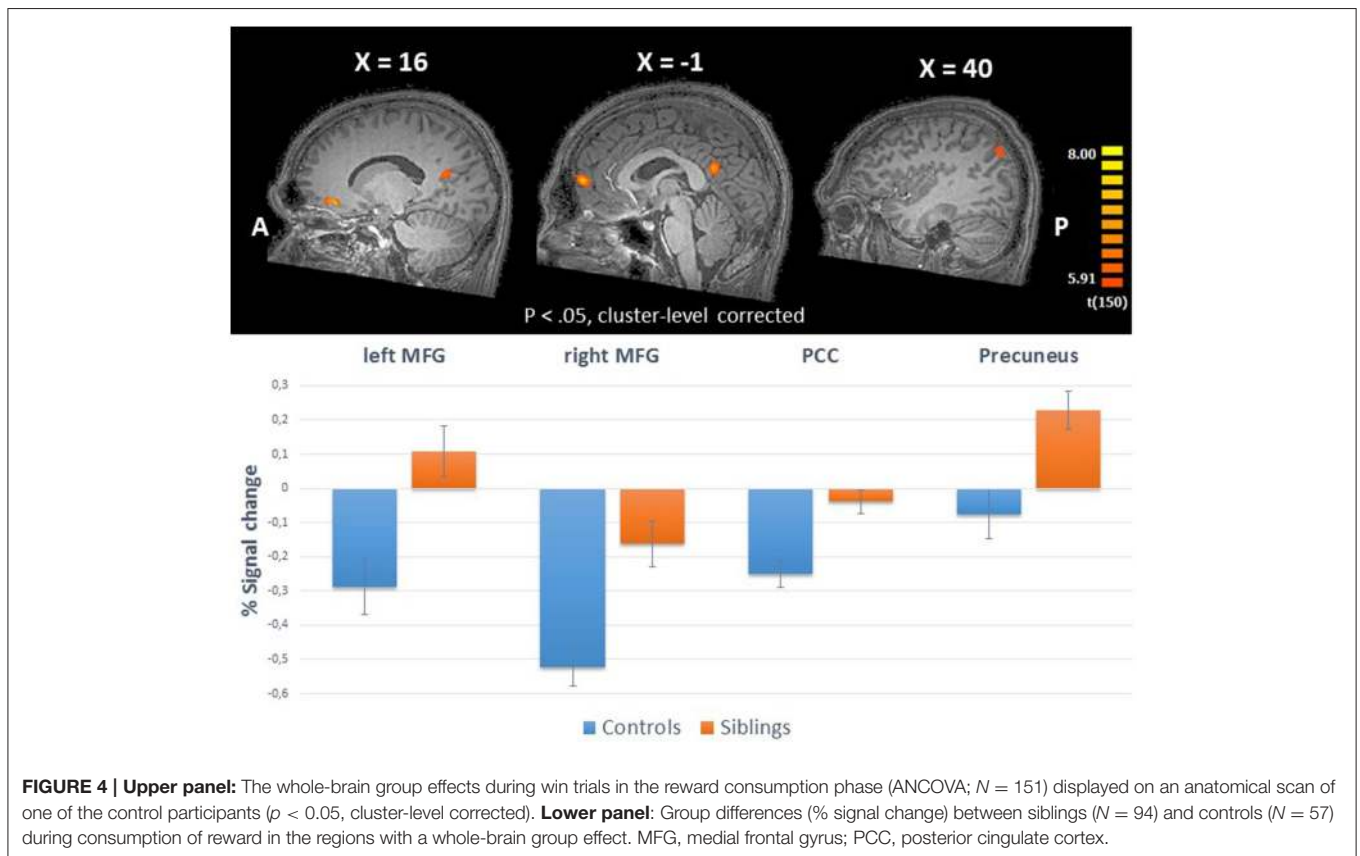 X = 16
X = -1
X = 40
8.00
A
P
5.91
t(150)
P < .05, cluster-level corrected
left MFG
right MFG
PCC
Precuneus
% Signal change
0,3
0,2
0,1
0
-0,1
-0,2
-0,3
-0,4
-0,5
-0,6
Controls
Siblings
FIGURE 4 | Upper panel: The whole-brain group effects during win trials in the reward consumption phase (ANCOVA; N = 151) displayed on an anatomical scan of
one of the control participants (p < 0.05, cluster-level corrected). Lower panel: Group differences (% signal change) between siblings (N = 94) and controls (N = 57)
during consumption of reward in the regions with a whole-brain group effect. MFG, medial frontal gyrus; PCC, posterior cingulate cortex.